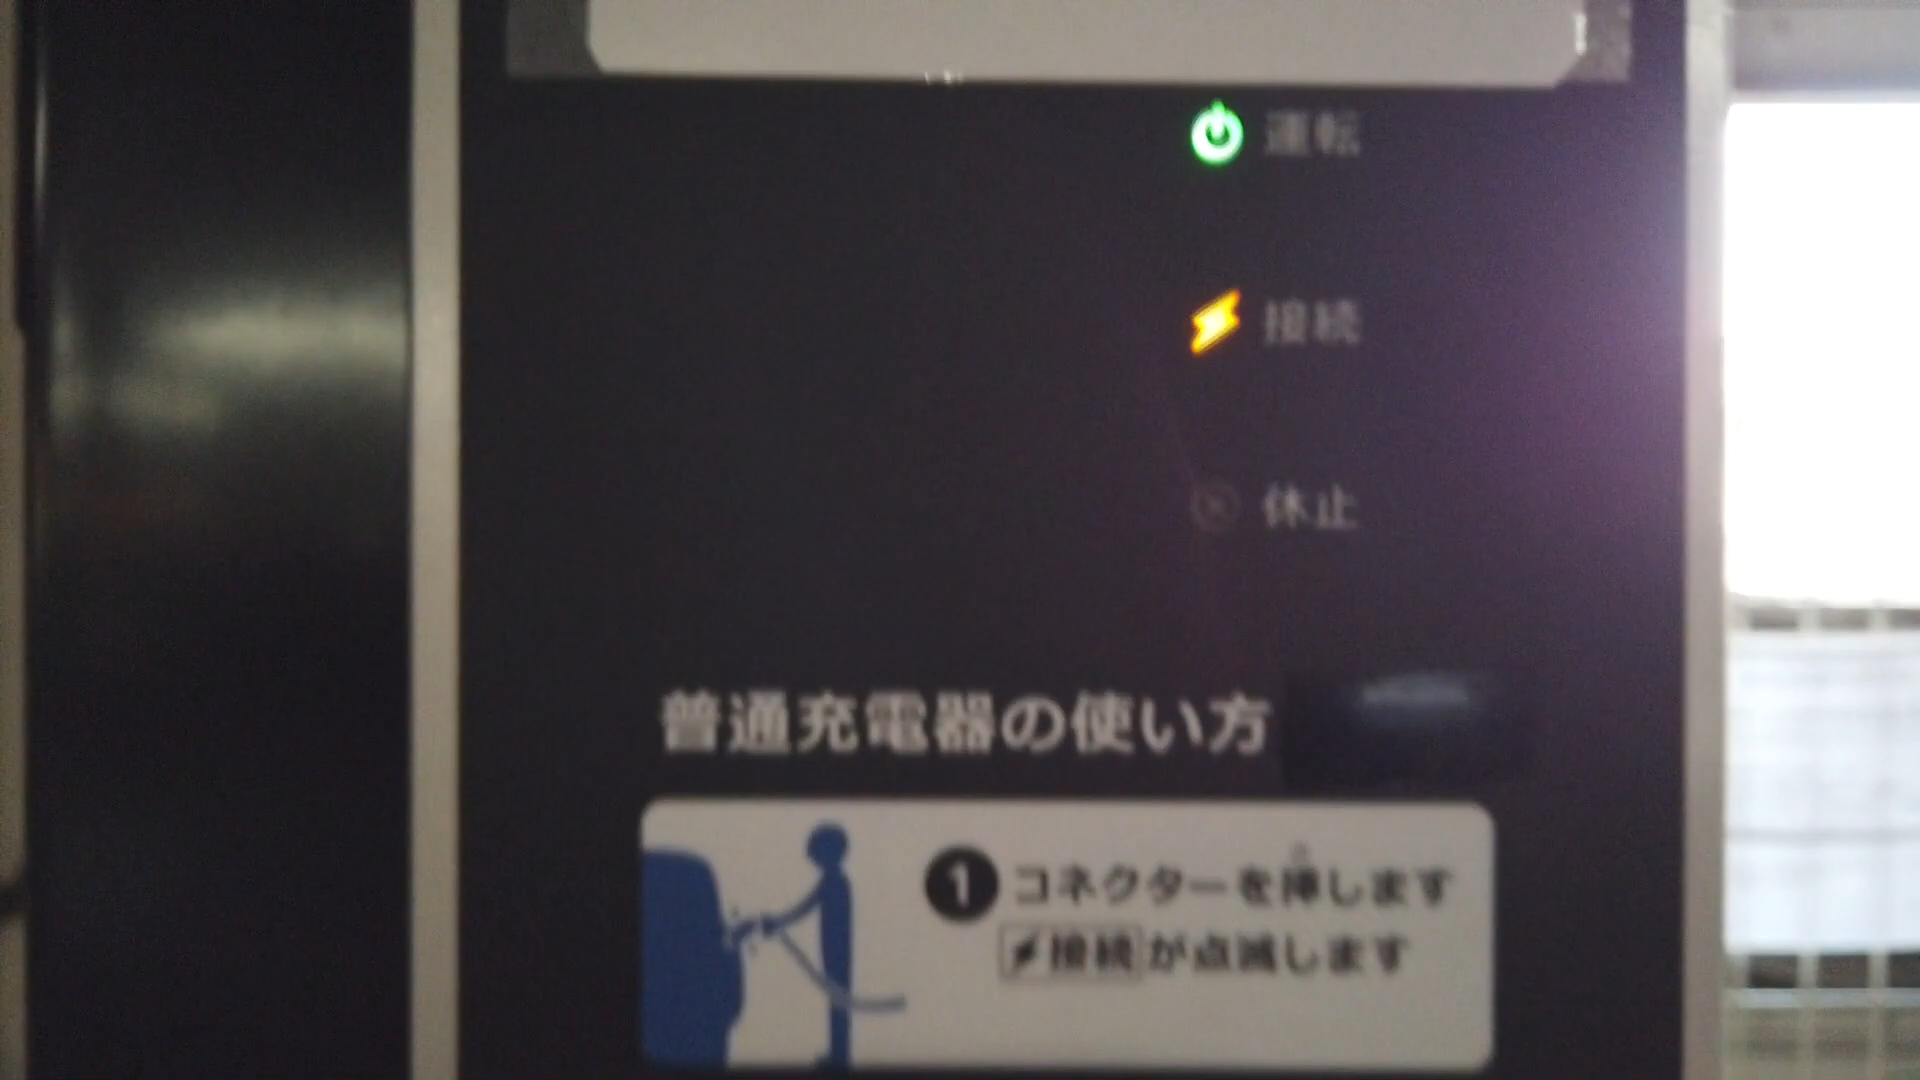 運転
接続
休止
普通充電器の使い方
1 コネクターを挿します
接続が点滅します